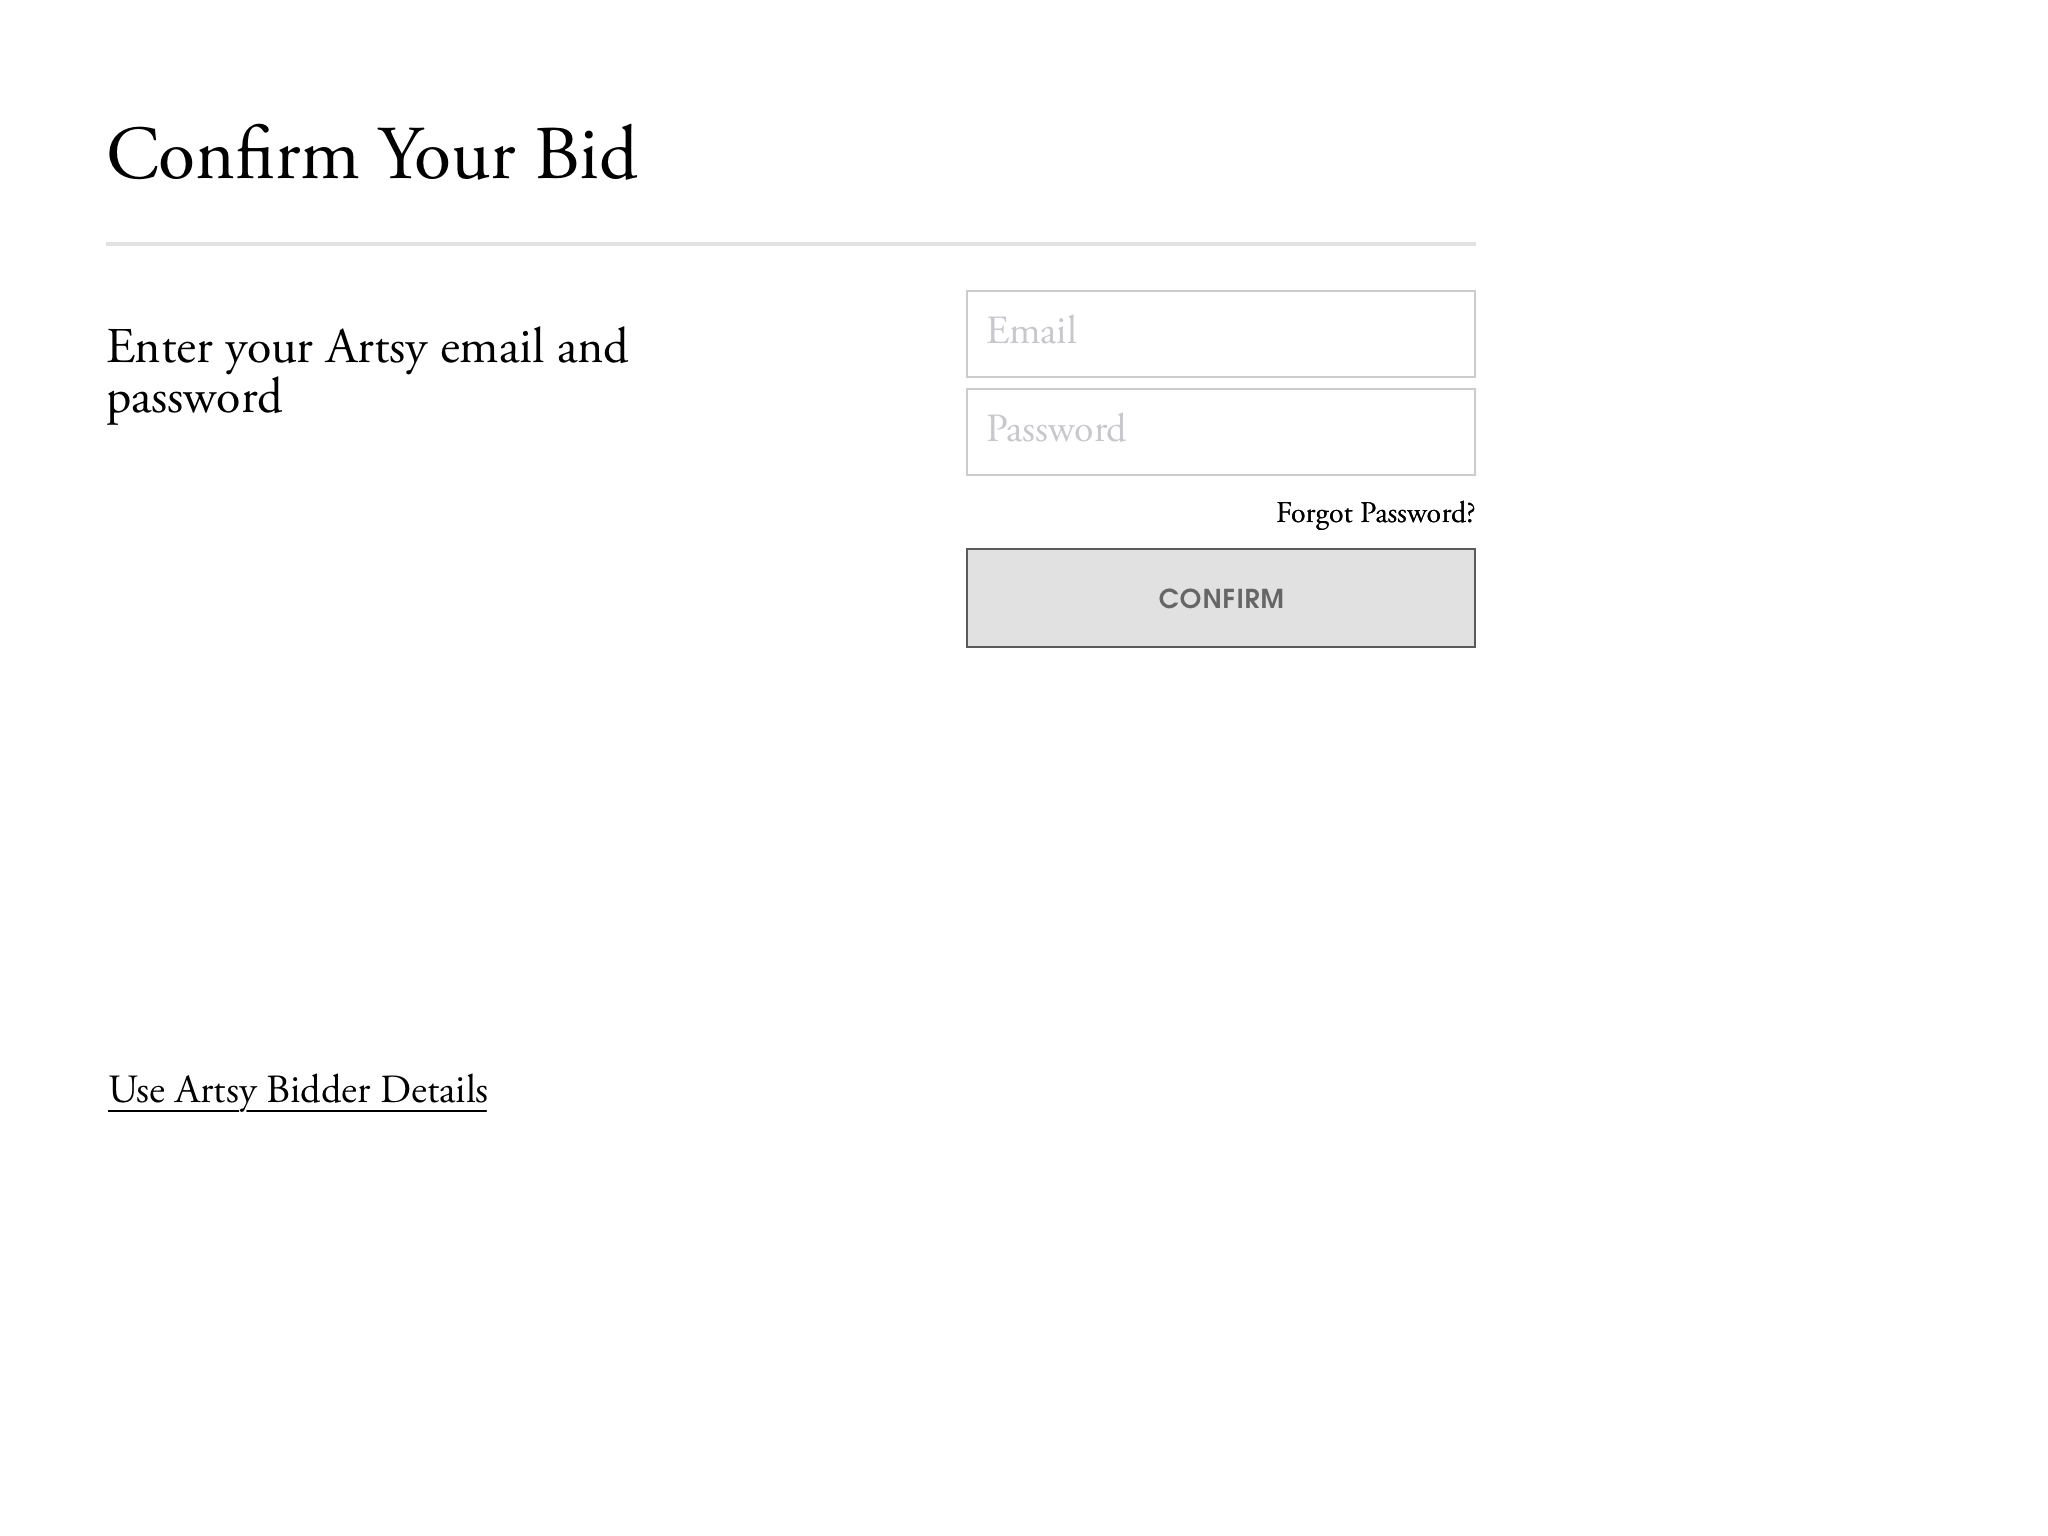 Confirm Your Bid
Enter your Artsy email and
password
Email
Password
Forgot Password?
CONFIRM
Use Artsy Bidder Details